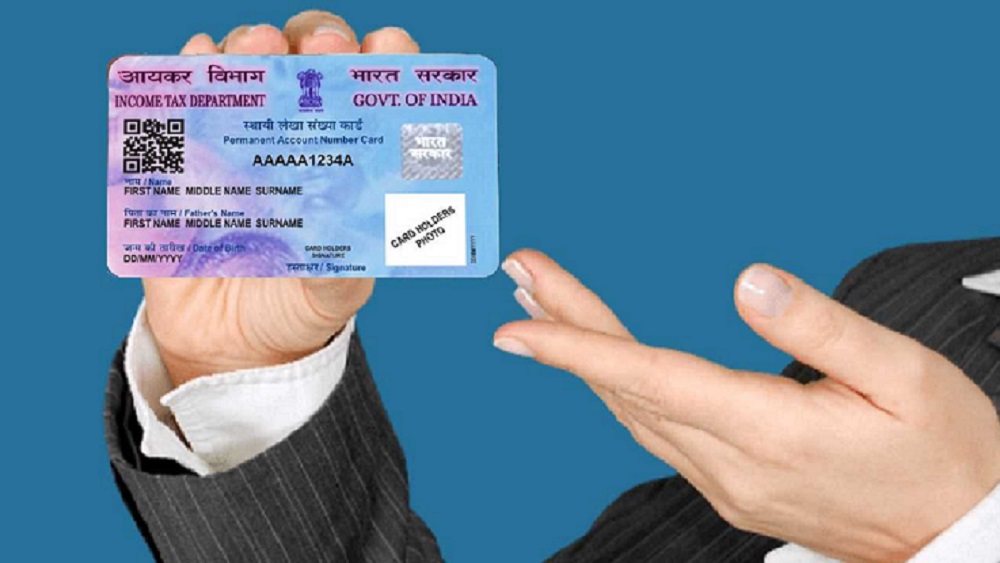 आयकर विभाग
भारत सरकार
INCOME TAX DEPARTMENT
GOVT. OF INDIA
स्थायी लेखा संख्या कार्ड
Permanent Account Number Card
AAAAA1234A
भारत
सरकार
नाम / Name
FIRST NAME MIDDLE NAME SURNAME
पिता का नाम / Father's Name
FIRST NAME MIDDLE NAME SURNAME
CARD HOLDERS
PHOTO
जन्म की तारीख / Date of Birth
DD/MM/YYYY
CARD HOLDERS
SIGNATURE
हस्ताक्षर / Signature